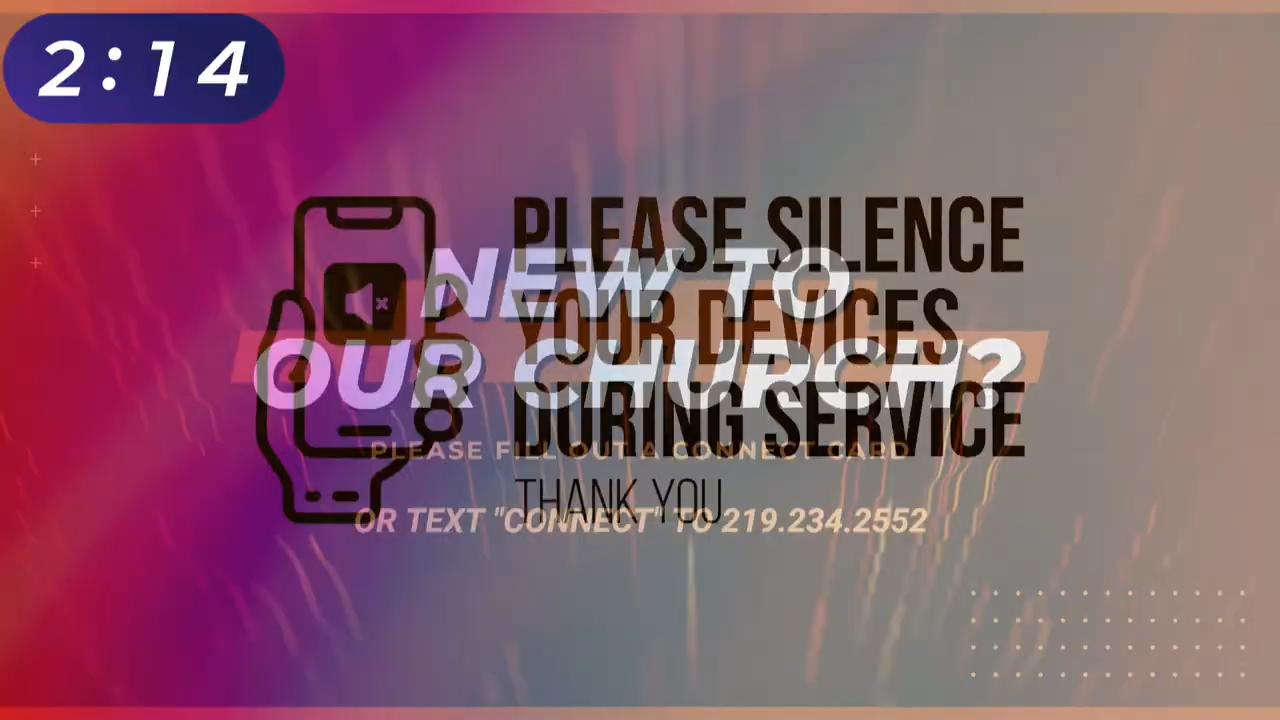 2:14
PLEASE SILENCE
YOUR DEVICES
DURING SERVICE
THANK YOU
NEW TO
OUR CHURCH?
PLEASE FILL OUT A CONNECT CARD
OR TEXT "CONNECT" TO 219.234.2552